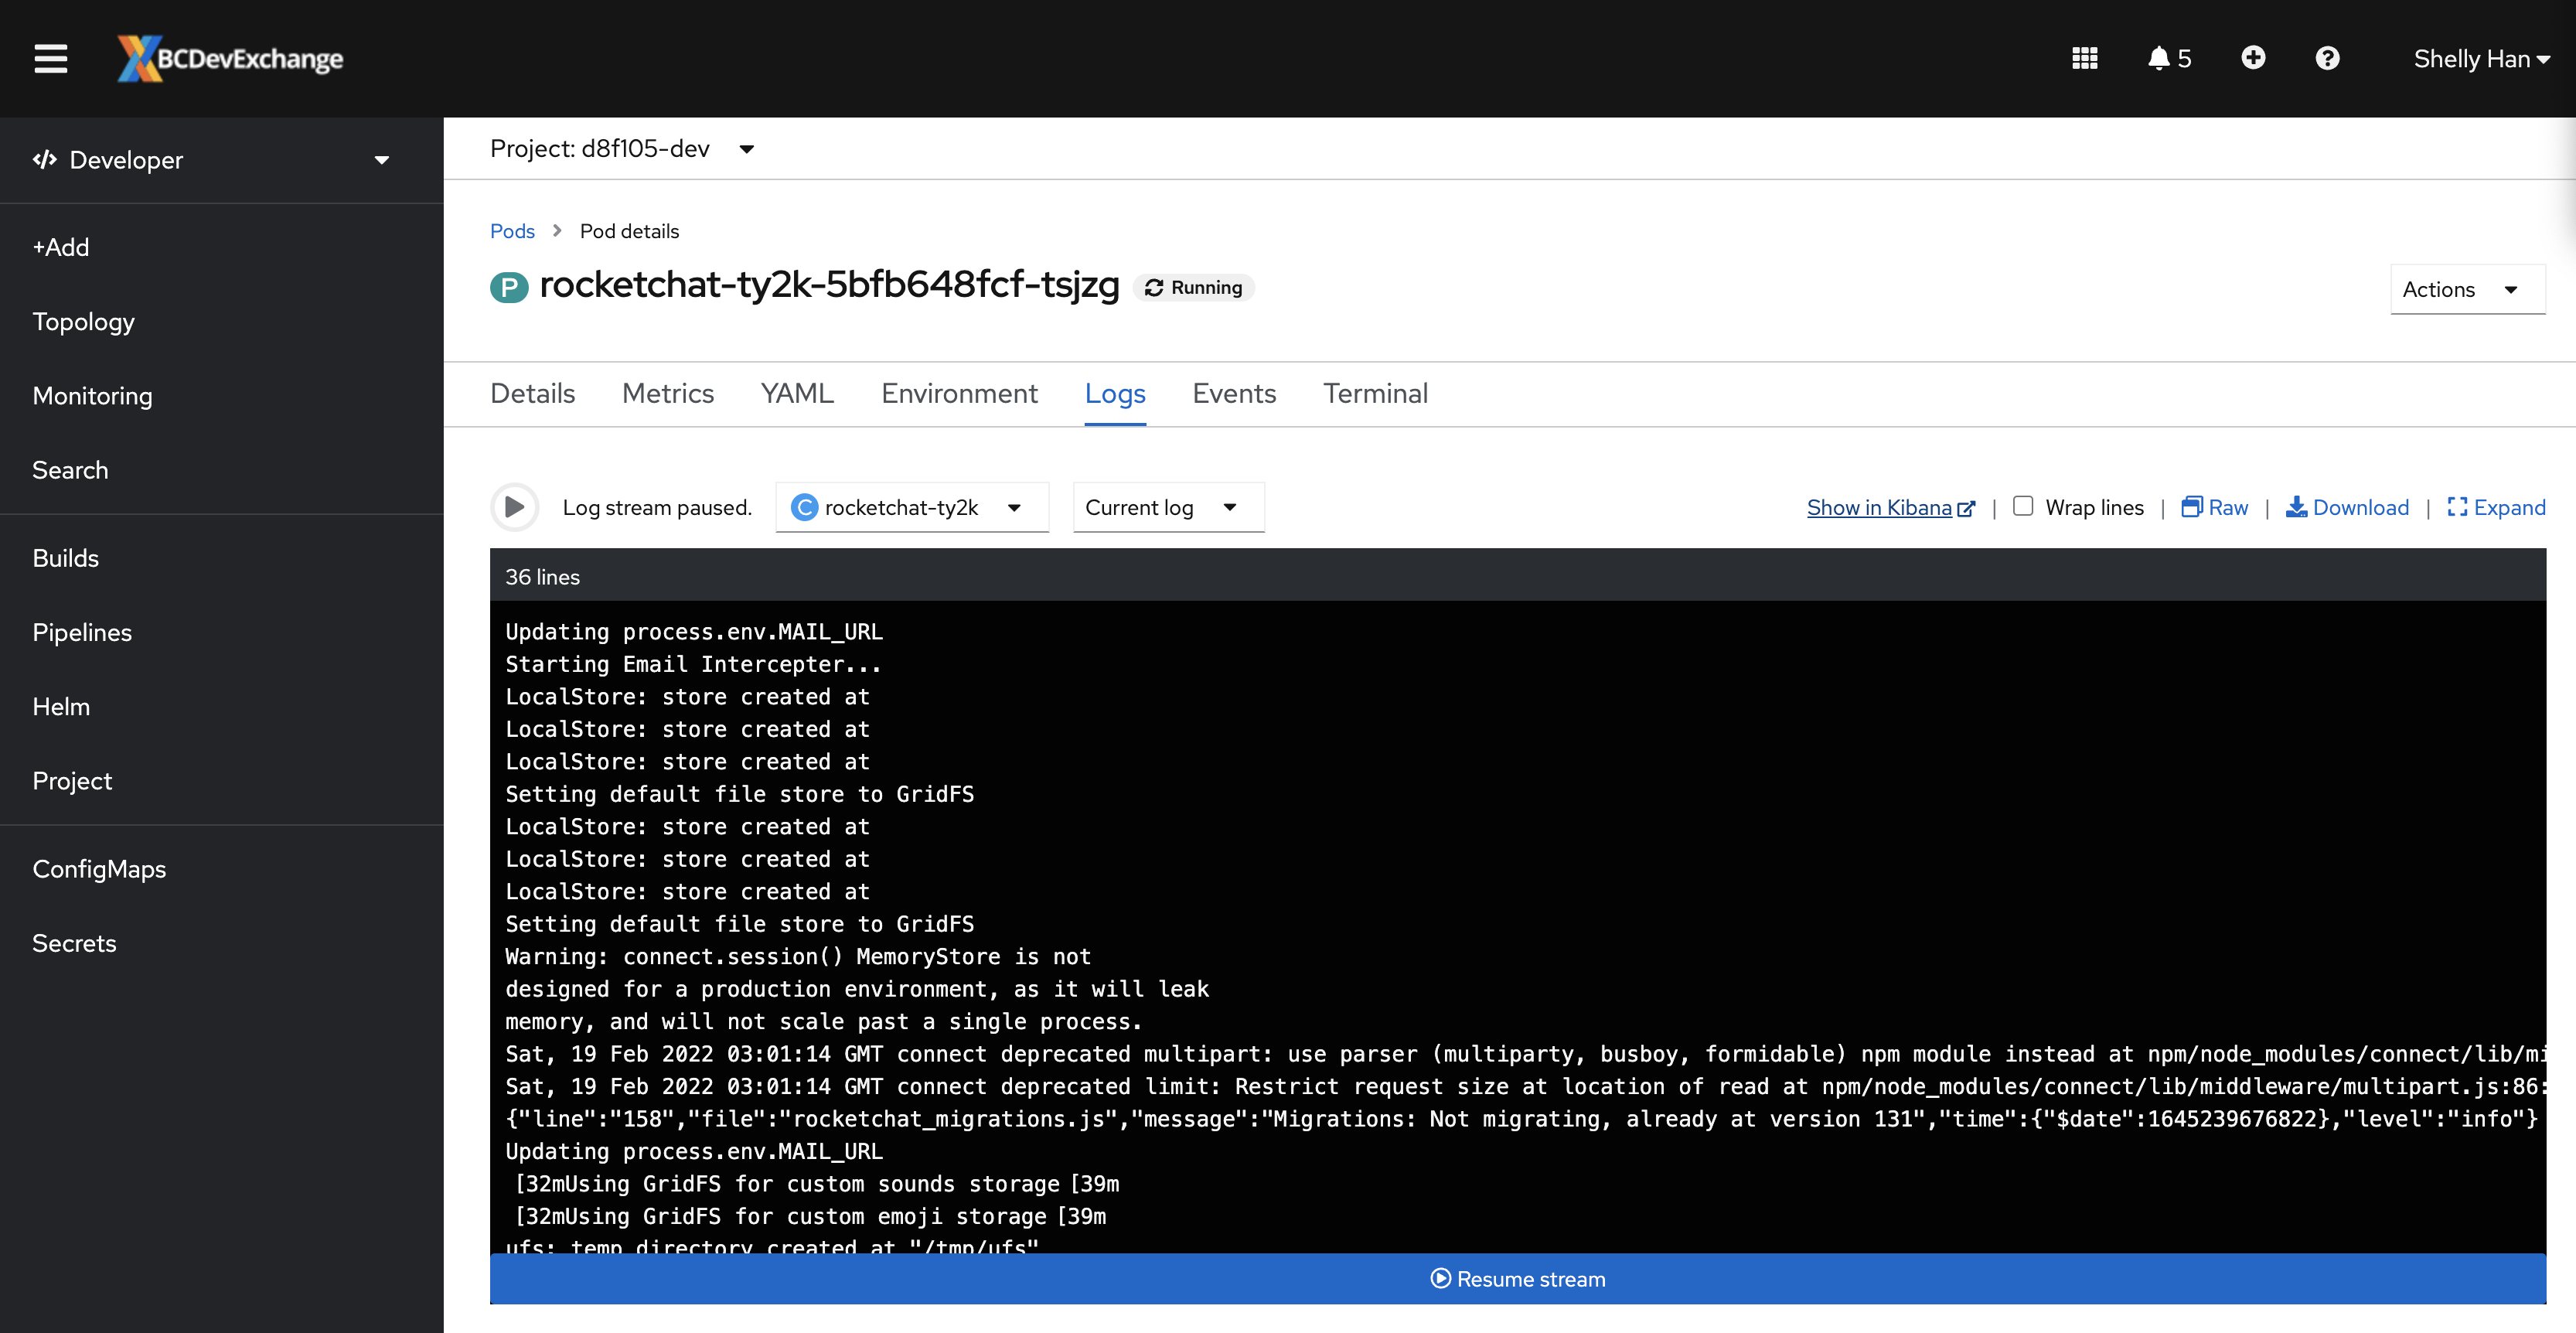 BCDevExchange
5
Shelly Han
Developer
+Add
Topology
Monitoring
Search
Builds
Pipelines
Helm
Project
ConfigMaps
Secrets
Project: d8f105-dev
Pods > Pod details
P rocketchat-ty2k-5bfb648fcf-tsjzg Running
Actions
Details Metrics YAML Environment Logs Events Terminal
Log stream paused. C rocketchat-ty2k Current log Show in Kibana | Wrap lines | Raw | Download | Expand
36 lines
Updating process.env.MAIL_URL
Starting Email Intercepter...
LocalStore: store created at
LocalStore: store created at
LocalStore: store created at
Setting default file store to GridFS
LocalStore: store created at
LocalStore: store created at
LocalStore: store created at
Setting default file store to GridFS
Warning: connect.session() MemoryStore is not
designed for a production environment, as it will leak
memory, and will not scale past a single process.
Sat, 19 Feb 2022 03:01:14 GMT connect deprecated multipart: use parser (multiparty, busboy, formidable) npm module instead at npm/node_modules/connect/lib/mi
Sat, 19 Feb 2022 03:01:14 GMT connect deprecated limit: Restrict request size at location of read at npm/node_modules/connect/lib/middleware/multipart.js:86:
{"line":"158","file":"rocketchat_migrations.js","message":"Migrations: Not migrating, already at version 131","time":{"$date":1645239676822},"level":"info"}
Updating process.env.MAIL_URL
[32mUsing GridFS for custom sounds storage [39m
[32mUsing GridFS for custom emoji storage [39m
ufs: temp directory created at "/tmp/ufs"
Resume stream